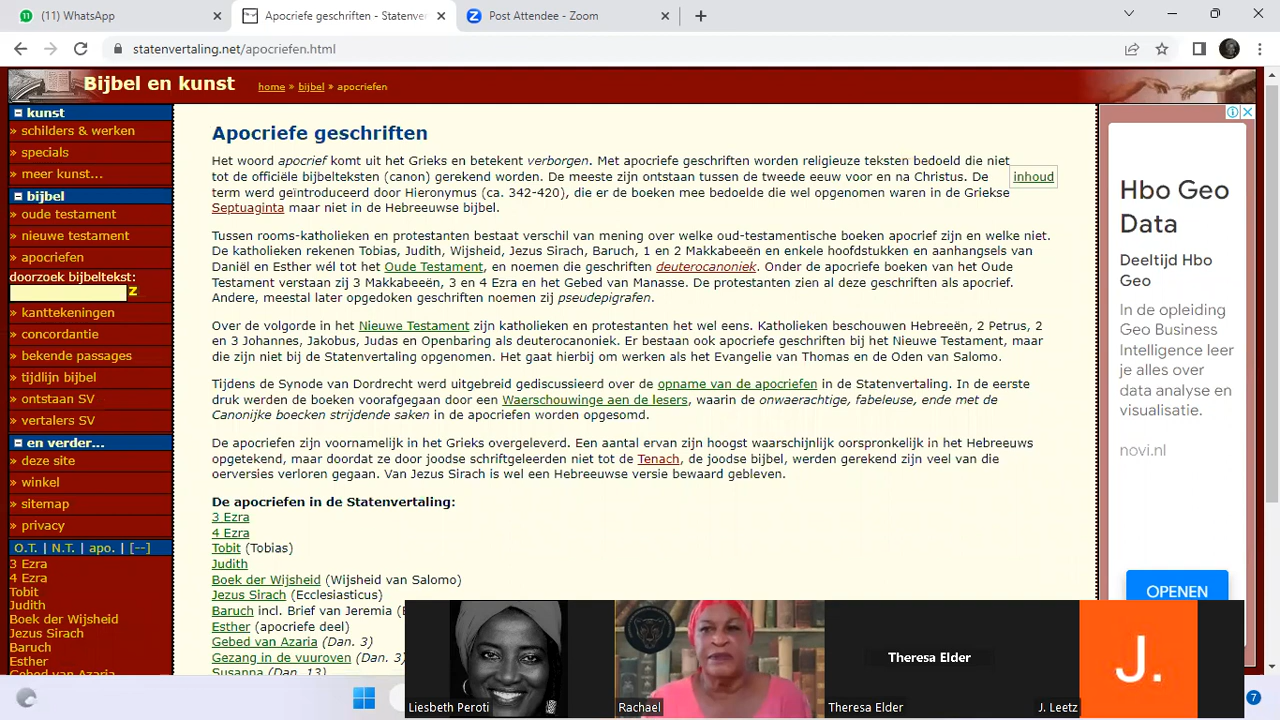 (11) WhatsApp
Apocriefe geschriften - Statenver
Post Attendee - Zoom
statenvertaling.net/apocriefen.html
Bijbel en kunst
home » bijbel » apocriefen
kunst
» schilders & werken
» specials
» meer kunst...
bijbel
» oude testament
» nieuwe testament
» apocriefen
doorzoek bijbeltekst:
Z
» kanttekeningen
» concordantie
» bekende passages
» tijdlijn bijbel
» ontstaan SV
» vertalers SV
en verder...
» deze site
» winkel
» sitemap
» privacy
O.T. | N.T. | apo. | [--]
3 Ezra
4 Ezra
Tobit
Judith
Boek der Wijsheid
Jezus Sirach
Baruch
Esther
Gebed van Azaria
Apocriefe geschriften
inhoud
Het woord apocrief komt uit het Grieks en betekent verborgen. Met apocriefe geschriften worden religieuze teksten bedoeld die niet
tot de officiële bijbelteksten (canon) gerekend worden. De meeste zijn ontstaan tussen de tweede eeuw voor en na Christus. De
term werd geïntroduceerd door Hieronymus (ca. 342-420), die er de boeken mee bedoelde die wel opgenomen waren in de Griekse
Septuaginta maar niet in de Hebreeuwse bijbel.
Tussen rooms-katholieken en protestanten bestaat verschil van mening over welke oudtestamentische boeken apocrief zijn en welke niet.
De katholieken rekenen Tobias, Judith, Wijsheid, Jezus Sirach, Baruch, 1 en 2 Makkabeeën en enkele hoofdstukken en aanhangsels van
Daniël en Esther wél tot het Oude Testament, en noemen die geschriften deuterocanoniek. Onder de apocriefe boeken van het Oude
Testament verstaan zij 3 Makkabeeën, 3 en 4 Ezra en het Gebed van Manasse. De protestanten zien al deze geschriften als apocrief.
Andere, meestal later opgedoken geschriften noemen zij pseudepigrafen.
Over de volgorde in het Nieuwe Testament zijn katholieken en protestanten het wel eens. Katholieken beschouwen Hebreeën, 2 Petrus, 2
en 3 Johannes, Jakobus, Judas en Openbaring als deuterocanoniek. Er bestaan ook apocriefe geschriften bij het Nieuwe Testament, maar
die zijn niet bij de Statenvertaling opgenomen. Het gaat hierbij om werken als het Evangelie van Thomas en de Oden van Salomo.
Tijdens de Synode van Dordrecht werd uitgebreid gediscussieerd over de opname van de apocriefen in de Statenvertaling. In de eerste
druk werden de boeken voorafgegaan door een Waerschouwinge aen de lesers, waarin de onwaerachtige, fabeleuse, ende met de
Canonijke boecken strijdende saken in de apocriefen worden opgesomd.
De apocriefen zijn voornamelijk in het Grieks overgeleverd. Een aantal ervan zijn hoogst waarschijnlijk oorspronkelijk in het Hebreeuws
opgetekend, maar doordat ze door joodse schriftgeleerden niet tot de Tenach, de joodse bijbel, werden gerekend zijn veel van die
oerversies verloren gegaan. Van Jezus Sirach is wel een Hebreeuwse versie bewaard gebleven.
De apocriefen in de Statenvertaling:
3 Ezra
4 Ezra
Tobit (Tobias)
Judith
Boek der Wijsheid (Wijsheid van Salomo)
Jezus Sirach (Ecclesiasticus)
Baruch incl. Brief van Jeremia (
Esther (apocriefe deel)
Gebed van Azaria (Dan. 3)
Gezang in de vuuroven (Dan. 3)
Susanna (Dan. 13)
Hbo Geo
Data
Deeltijd Hbo
Geo
In de opleiding
Geo Business
Intelligence leer
je alles over
data analyse en
visualisatie.
novi.nl
OPENEN
Theresa Elder
J.
Liesbeth Peroti
Rachael
Theresa Elder
J. Leetz
7